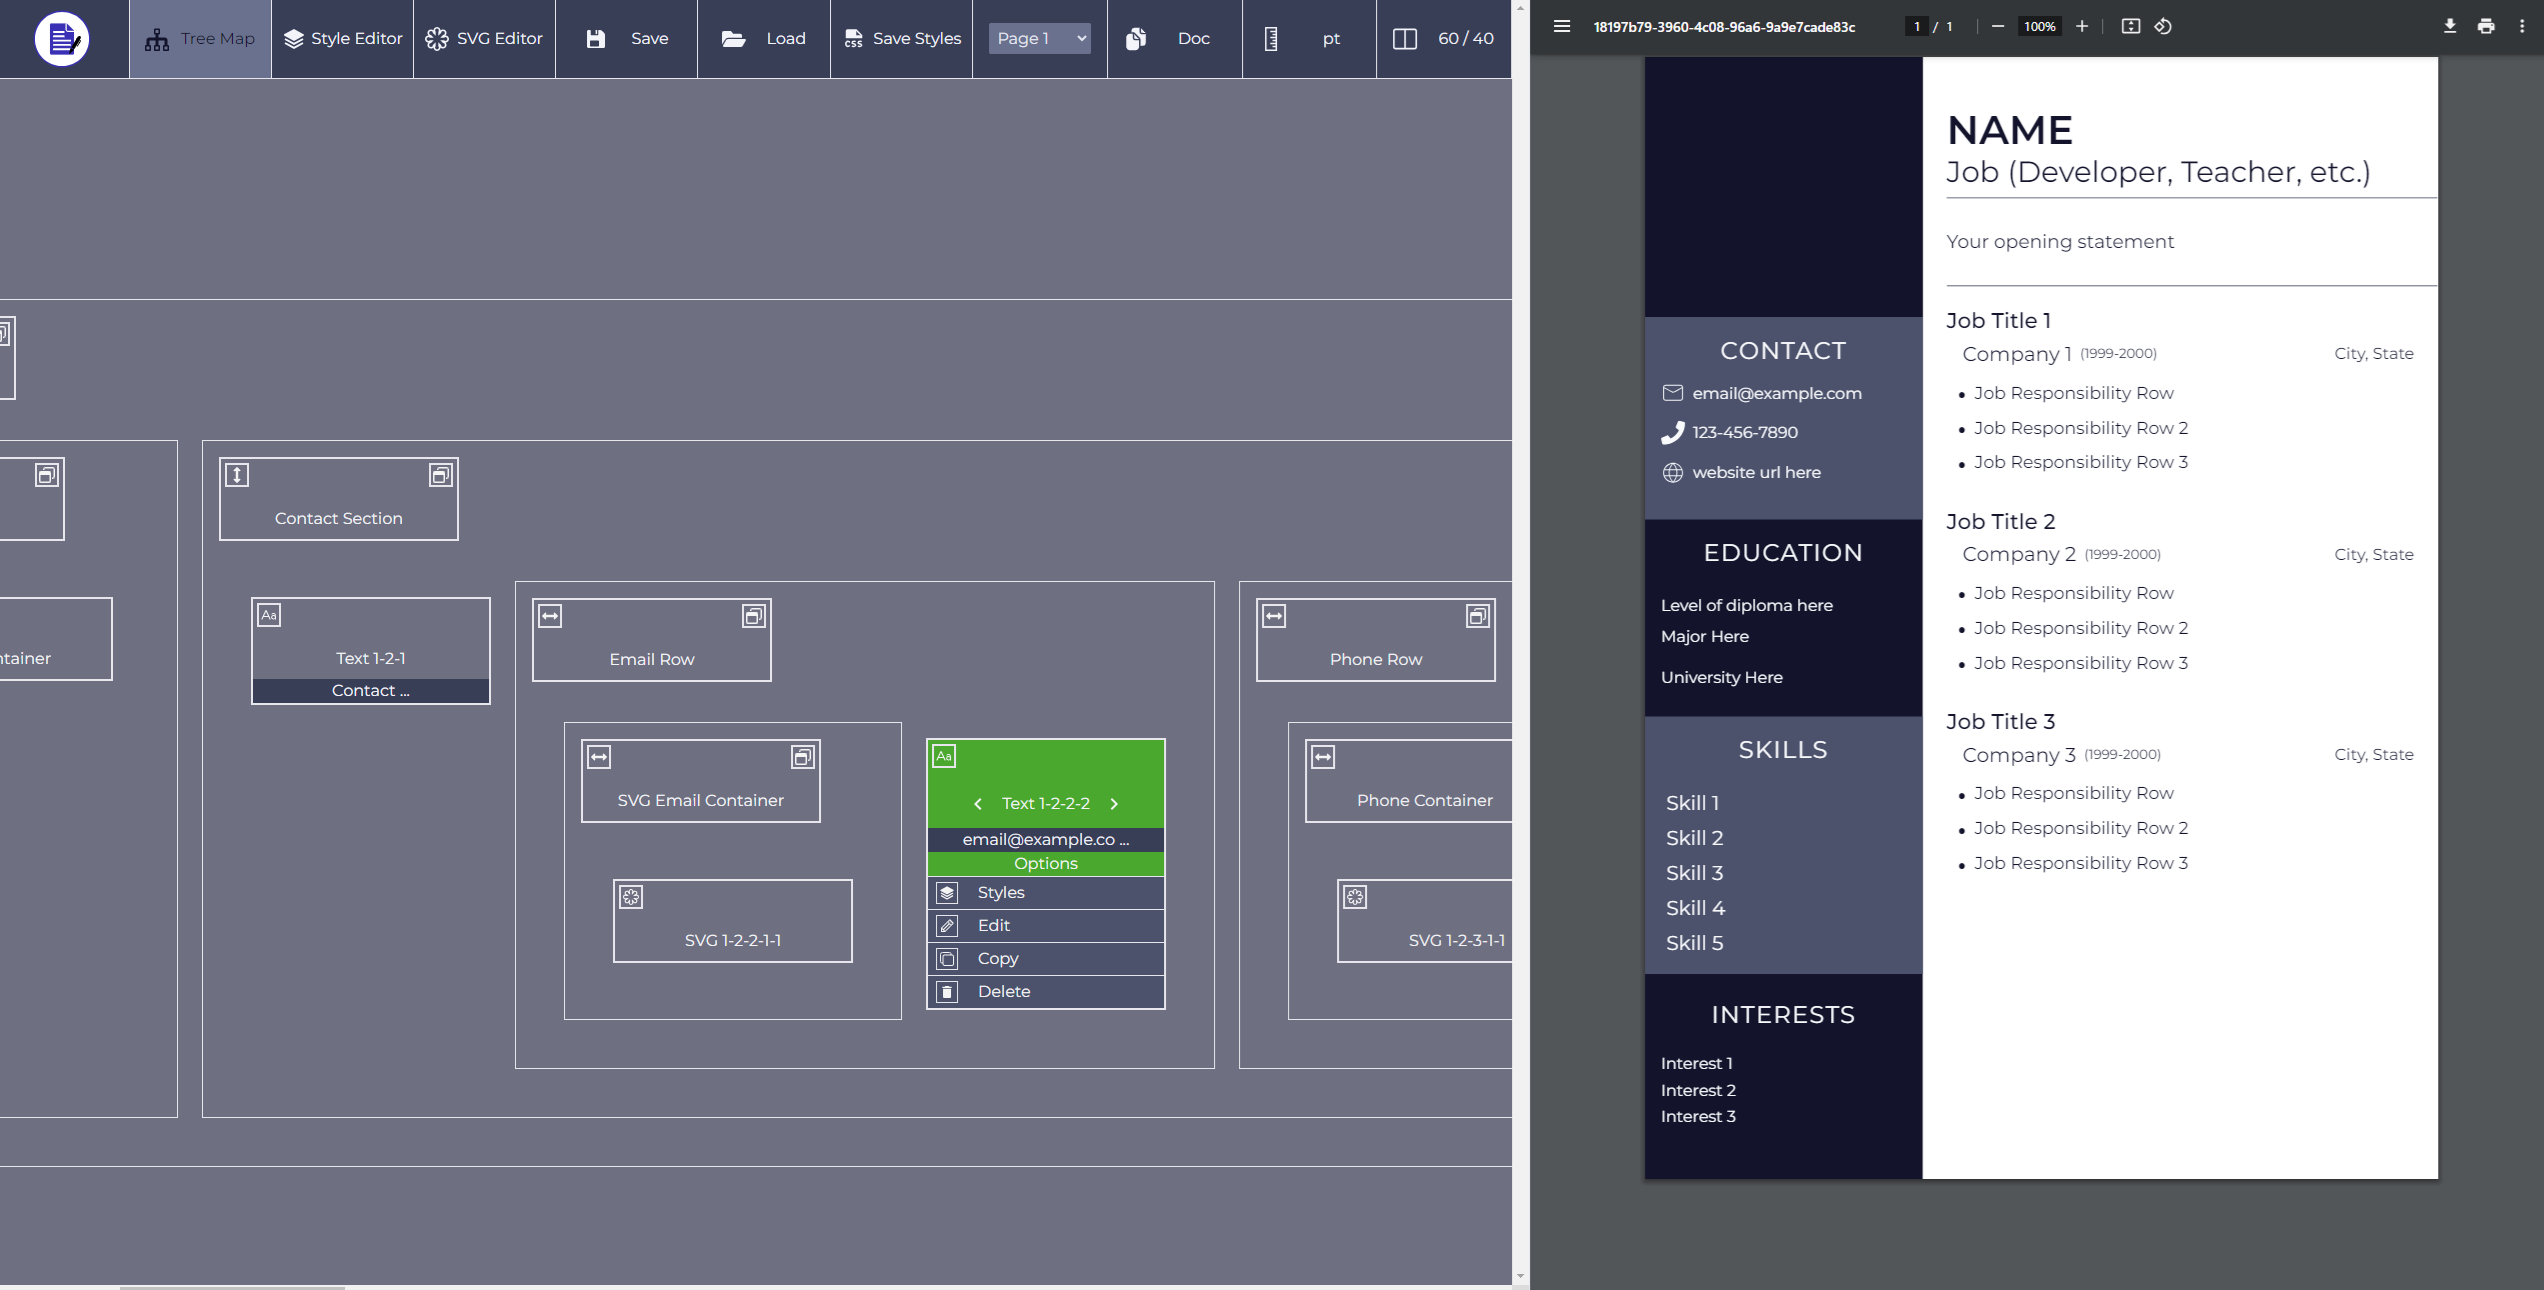 Tree Map
Style Editor
SVG Editor
Save
Load
CSS
Save Styles
Page 1
Doc
pt
60 / 40
Contact Section
ntainer
Aa
Text 1-2-1
Contact ...
Email Row
Phone Row
SVG Email Container
Aa
Text 1-2-2-2
email@example.co ...
Options
Styles
Edit
Copy
Delete
Phone Container
SVG 1-2-2-1-1
SVG 1-2-3-1-1
18197b79-3960-4c08-96a6-9a9e7cade83c
1 / 1
100%
CONTACT
email@example.com
123-456-7890
website url here
EDUCATION
Level of diploma here
Major Here
University Here
SKILLS
Skill 1
Skill 2
Skill 3
Skill 4
Skill 5
INTERESTS
Interest 1
Interest 2
Interest 3
NAME
Job (Developer, Teacher, etc.)
Your opening statement
Job Title 1
Company 1 (1999-2000) City, State
• Job Responsibility Row
• Job Responsibility Row 2
• Job Responsibility Row 3
Job Title 2
Company 2 (1999-2000) City, State
• Job Responsibility Row
• Job Responsibility Row 2
• Job Responsibility Row 3
Job Title 3
Company 3 (1999-2000) City, State
• Job Responsibility Row
• Job Responsibility Row 2
• Job Responsibility Row 3